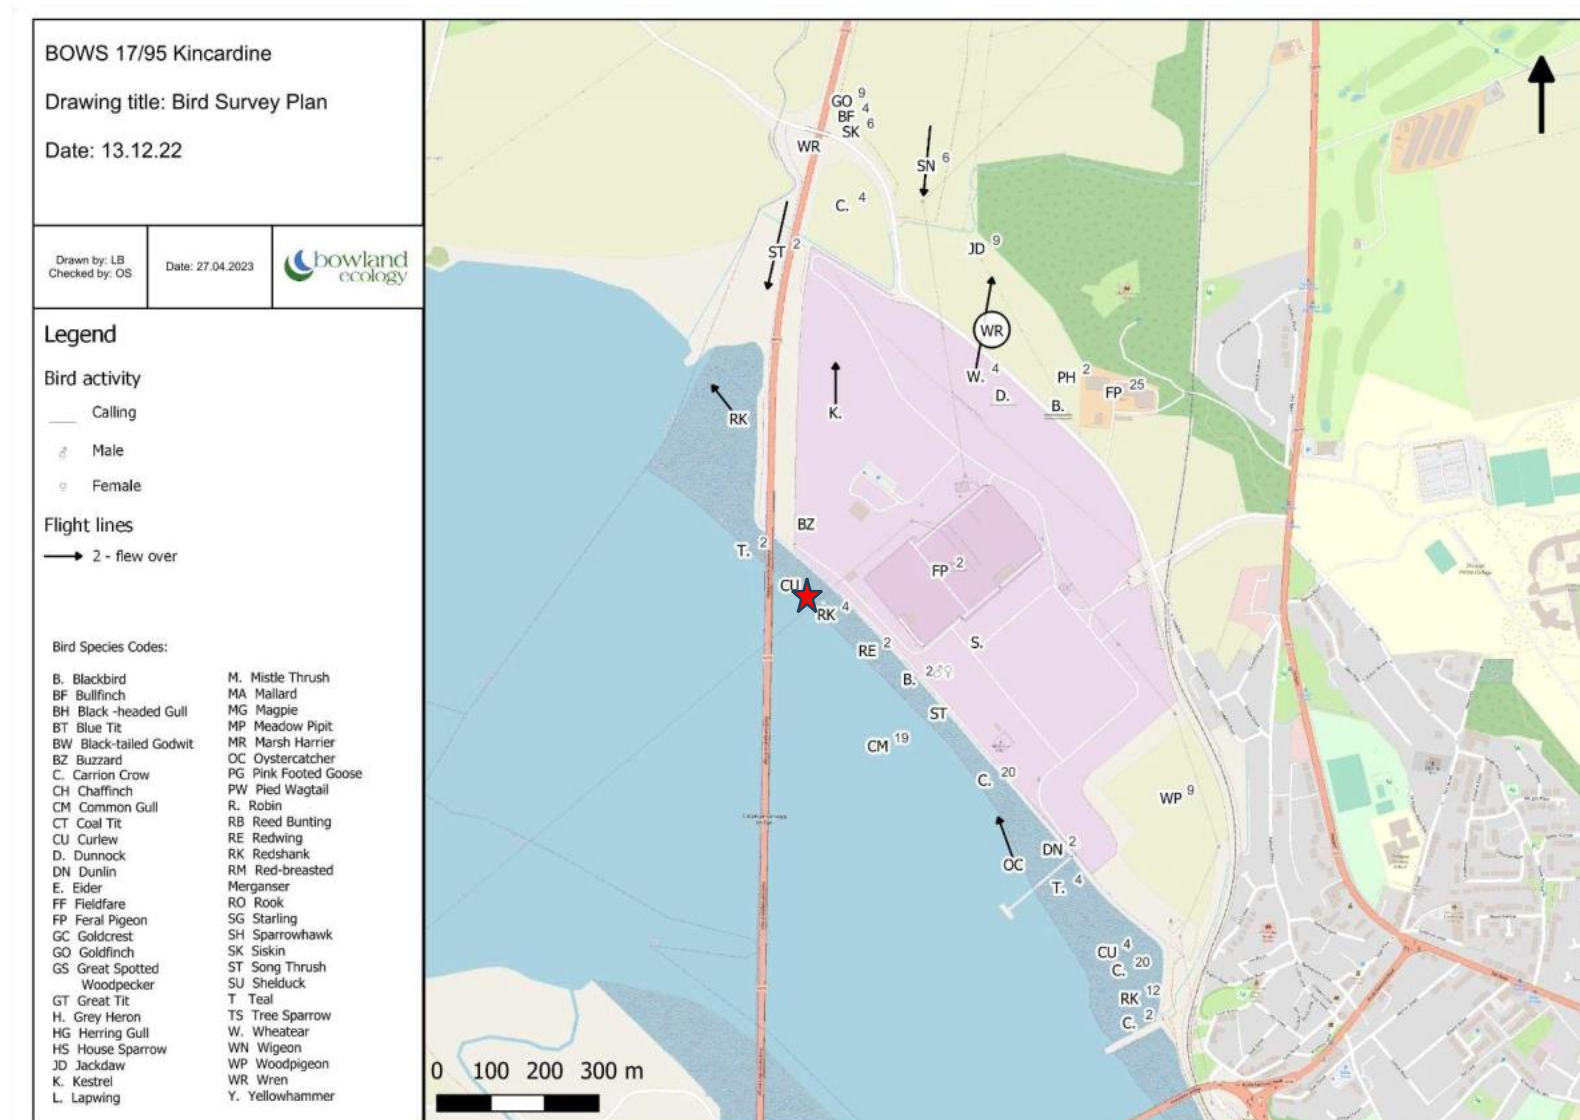 BOWS 17/95 Kincardine
Drawing title: Bird Survey Plan
Date: 13.12.22
Drawn by: LB
Checked by: OS
Date: 27.04.2023
bowland
ecology
Legend
Bird activity
Calling
♂ Male
♀ Female
Flight lines
2 - flew over
Bird Species Codes:
B. Blackbird
BF Bullfinch
BH Black -headed Gull
BT Blue Tit
BW Black-tailed Godwit
BZ Buzzard
C. Carrion Crow
CH Chaffinch
CM Common Gull
CT Coal Tit
CU Curlew
D. Dunnock
DN Dunlin
E. Eider
FF Fieldfare
FP Feral Pigeon
GC Goldcrest
GO Goldfinch
GS Great Spotted
Woodpecker
GT Great Tit
H. Grey Heron
HG Herring Gull
HS House Sparrow
JD Jackdaw
K. Kestrel
L. Lapwing
M. Mistle Thrush
MA Mallard
MG Magpie
MP Meadow Pipit
MR Marsh Harrier
OC Oystercatcher
PG Pink Footed Goose
PW Pied Wagtail
R. Robin
RB Reed Bunting
RE Redwing
RK Redshank
RM Red-breasted
Merganser
RO Rook
SG Starling
SH Sparrowhawk
SK Siskin
ST Song Thrush
SU Shelduck
T Teal
TS Tree Sparrow
W. Wheatear
WN Wigeon
WP Woodpigeon
WR Wren
Y. Yellowhammer
GO 9
BF 4
SK 6
WR
SN 6
C. 4
ST 2
JD 9
WR
W. 4
D.
PH 2
B.
FP 25
RK
K.
BZ
T. 2
FP 2
CU
RK 4
RE 2
S.
B. 2♂♀
ST
CM 19
C. 20
WP 9
DN 2
OC
T. 4
CU 4
C. 20
RK 12
C. 2
0 100 200 300 m